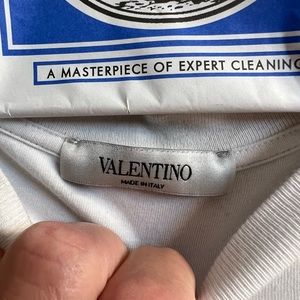 A MASTERPIECE OF EXPERT CLEANING
VALENTINO
MADE IN ITALY